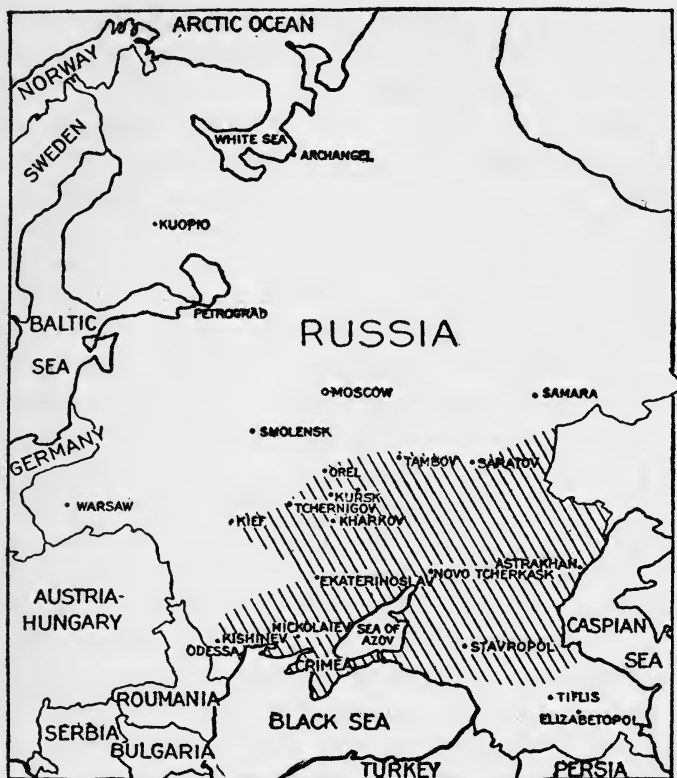 ARCTIC OCEAN
NORWAY
SWEDEN
WHITE SEA
ARCHANGEL
KUOPIO
PETROGRAD
BALTIC
SEA
RUSSIA
MOSCOW
SAMARA
SMOLENSK
GERMANY
TAMBOV
SARATOV
OREL
KURSK
TCHERNIGOV
WARSAW
KIEF
KHARKOV
ASTRAKHAN
EKATERIHOSLAV
NOVO TCHERKASK
AUSTRIA-
HUNGARY
NICKOLAIEV
SEA OF
AZOV
CASPIAN
SEA
KISHINEV
ODESSA
STAVROPOL
CRIMEA
ROUMANIA
TIFLIS
ELIZABETOPOL
BLACK SEA
SERBIA
BULGARIA
TURKEY
PERSIA